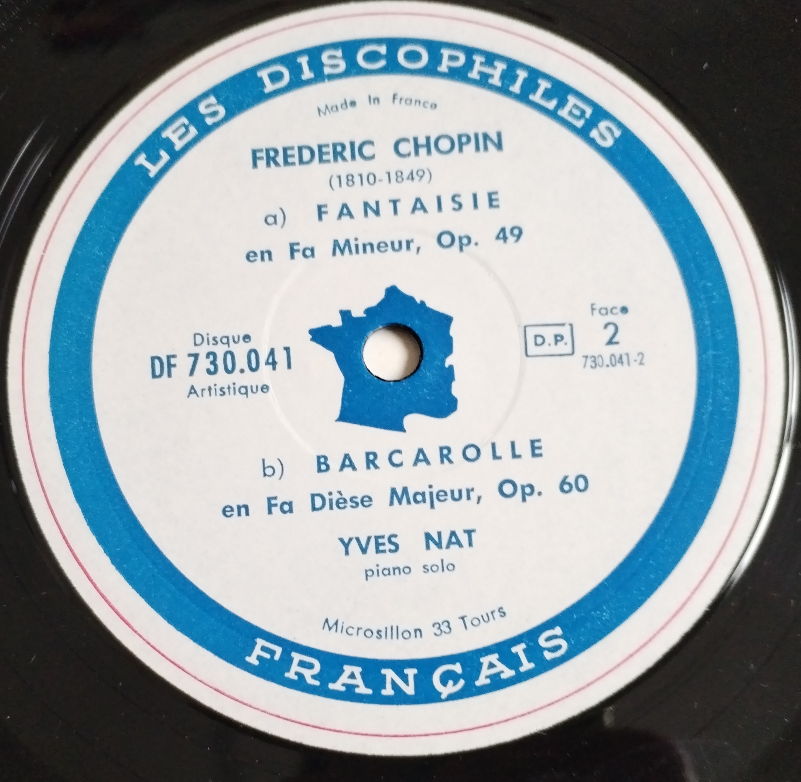 LES DISCOPHILES
Made In France
FREDERIC CHOPIN
(1810-1849)
a) FANTAISIE
en Fa Mineur, Op. 49
Disque
DF 730.041
Artistique
D.P.
Face
2
730.041-2
b) BARCAROLLE
en Fa Dièse Majeur, Op. 60
YVES NAT
piano solo
Microsillon 33 Tours
FRANÇAIS